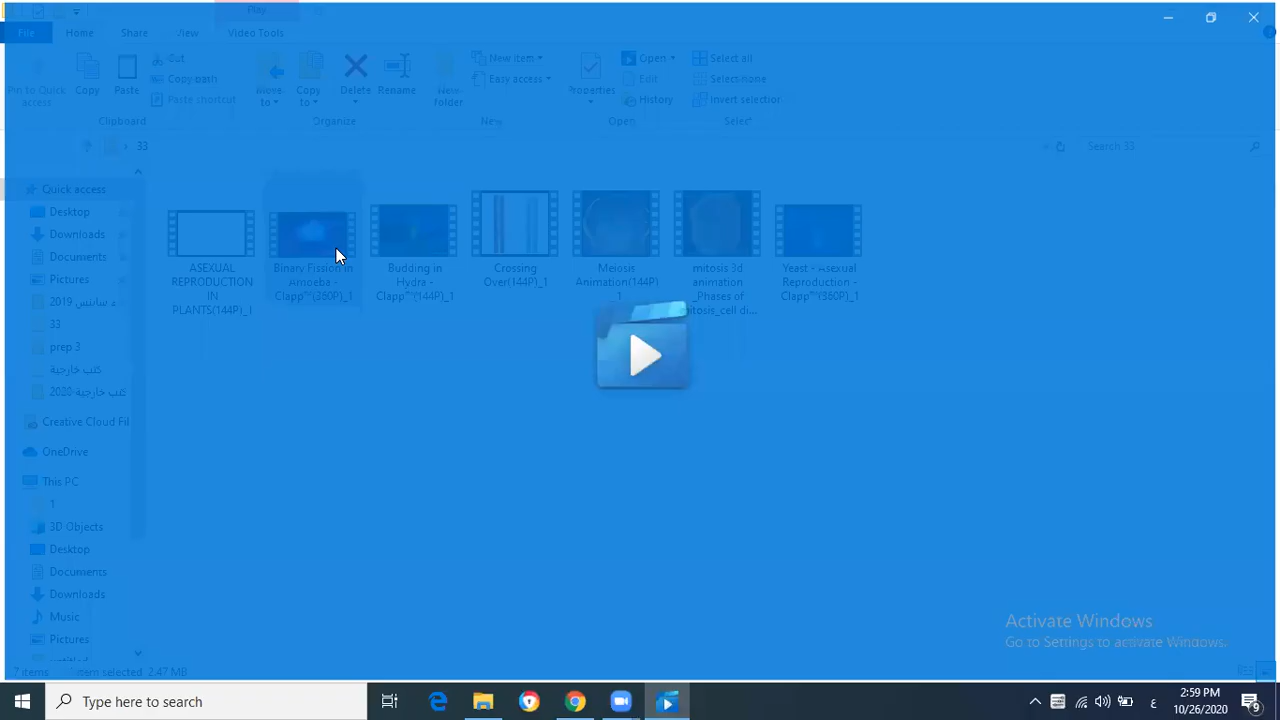 Play
File
Home
Share
View
Video Tools
Pin to Quick access
Copy
Paste
Cut
Copy path
Paste shortcut
Clipboard
Move to
Copy to
Delete
Rename
Organize
New folder
New item
Easy access
New
Properties
Open
Edit
History
Open
Select all
Select none
Invert selection
Select
33
Search 33
Quick access
Desktop
Downloads
Documents
Pictures
ء ساينس 2019
33
prep 3
كتب خارجية
كتب خارجية 2020
Creative Cloud Fil
OneDrive
This PC
1
3D Objects
Desktop
Documents
Downloads
Music
Pictures
ASEXUAL
REPRODUCTION
IN
PLANTS(144P)_1
Binary Fission in
Amoeba -
Clapp™(360P)_1
Budding in
Hydra -
Clapp™(144P)_1
Crossing
Over(144P)_1
Meiosis
Animation(144P)
1
mitosis 3d
animation
_Phases of
mitosis_cell di...
Yeast - Asexual
Reproduction -
Clapp™(360P)_1
7 items
1 item selected 2.47 MB
Activate Windows
Go to Settings to activate Windows.
Type here to search
ع
2:59 PM
10/26/2020
9